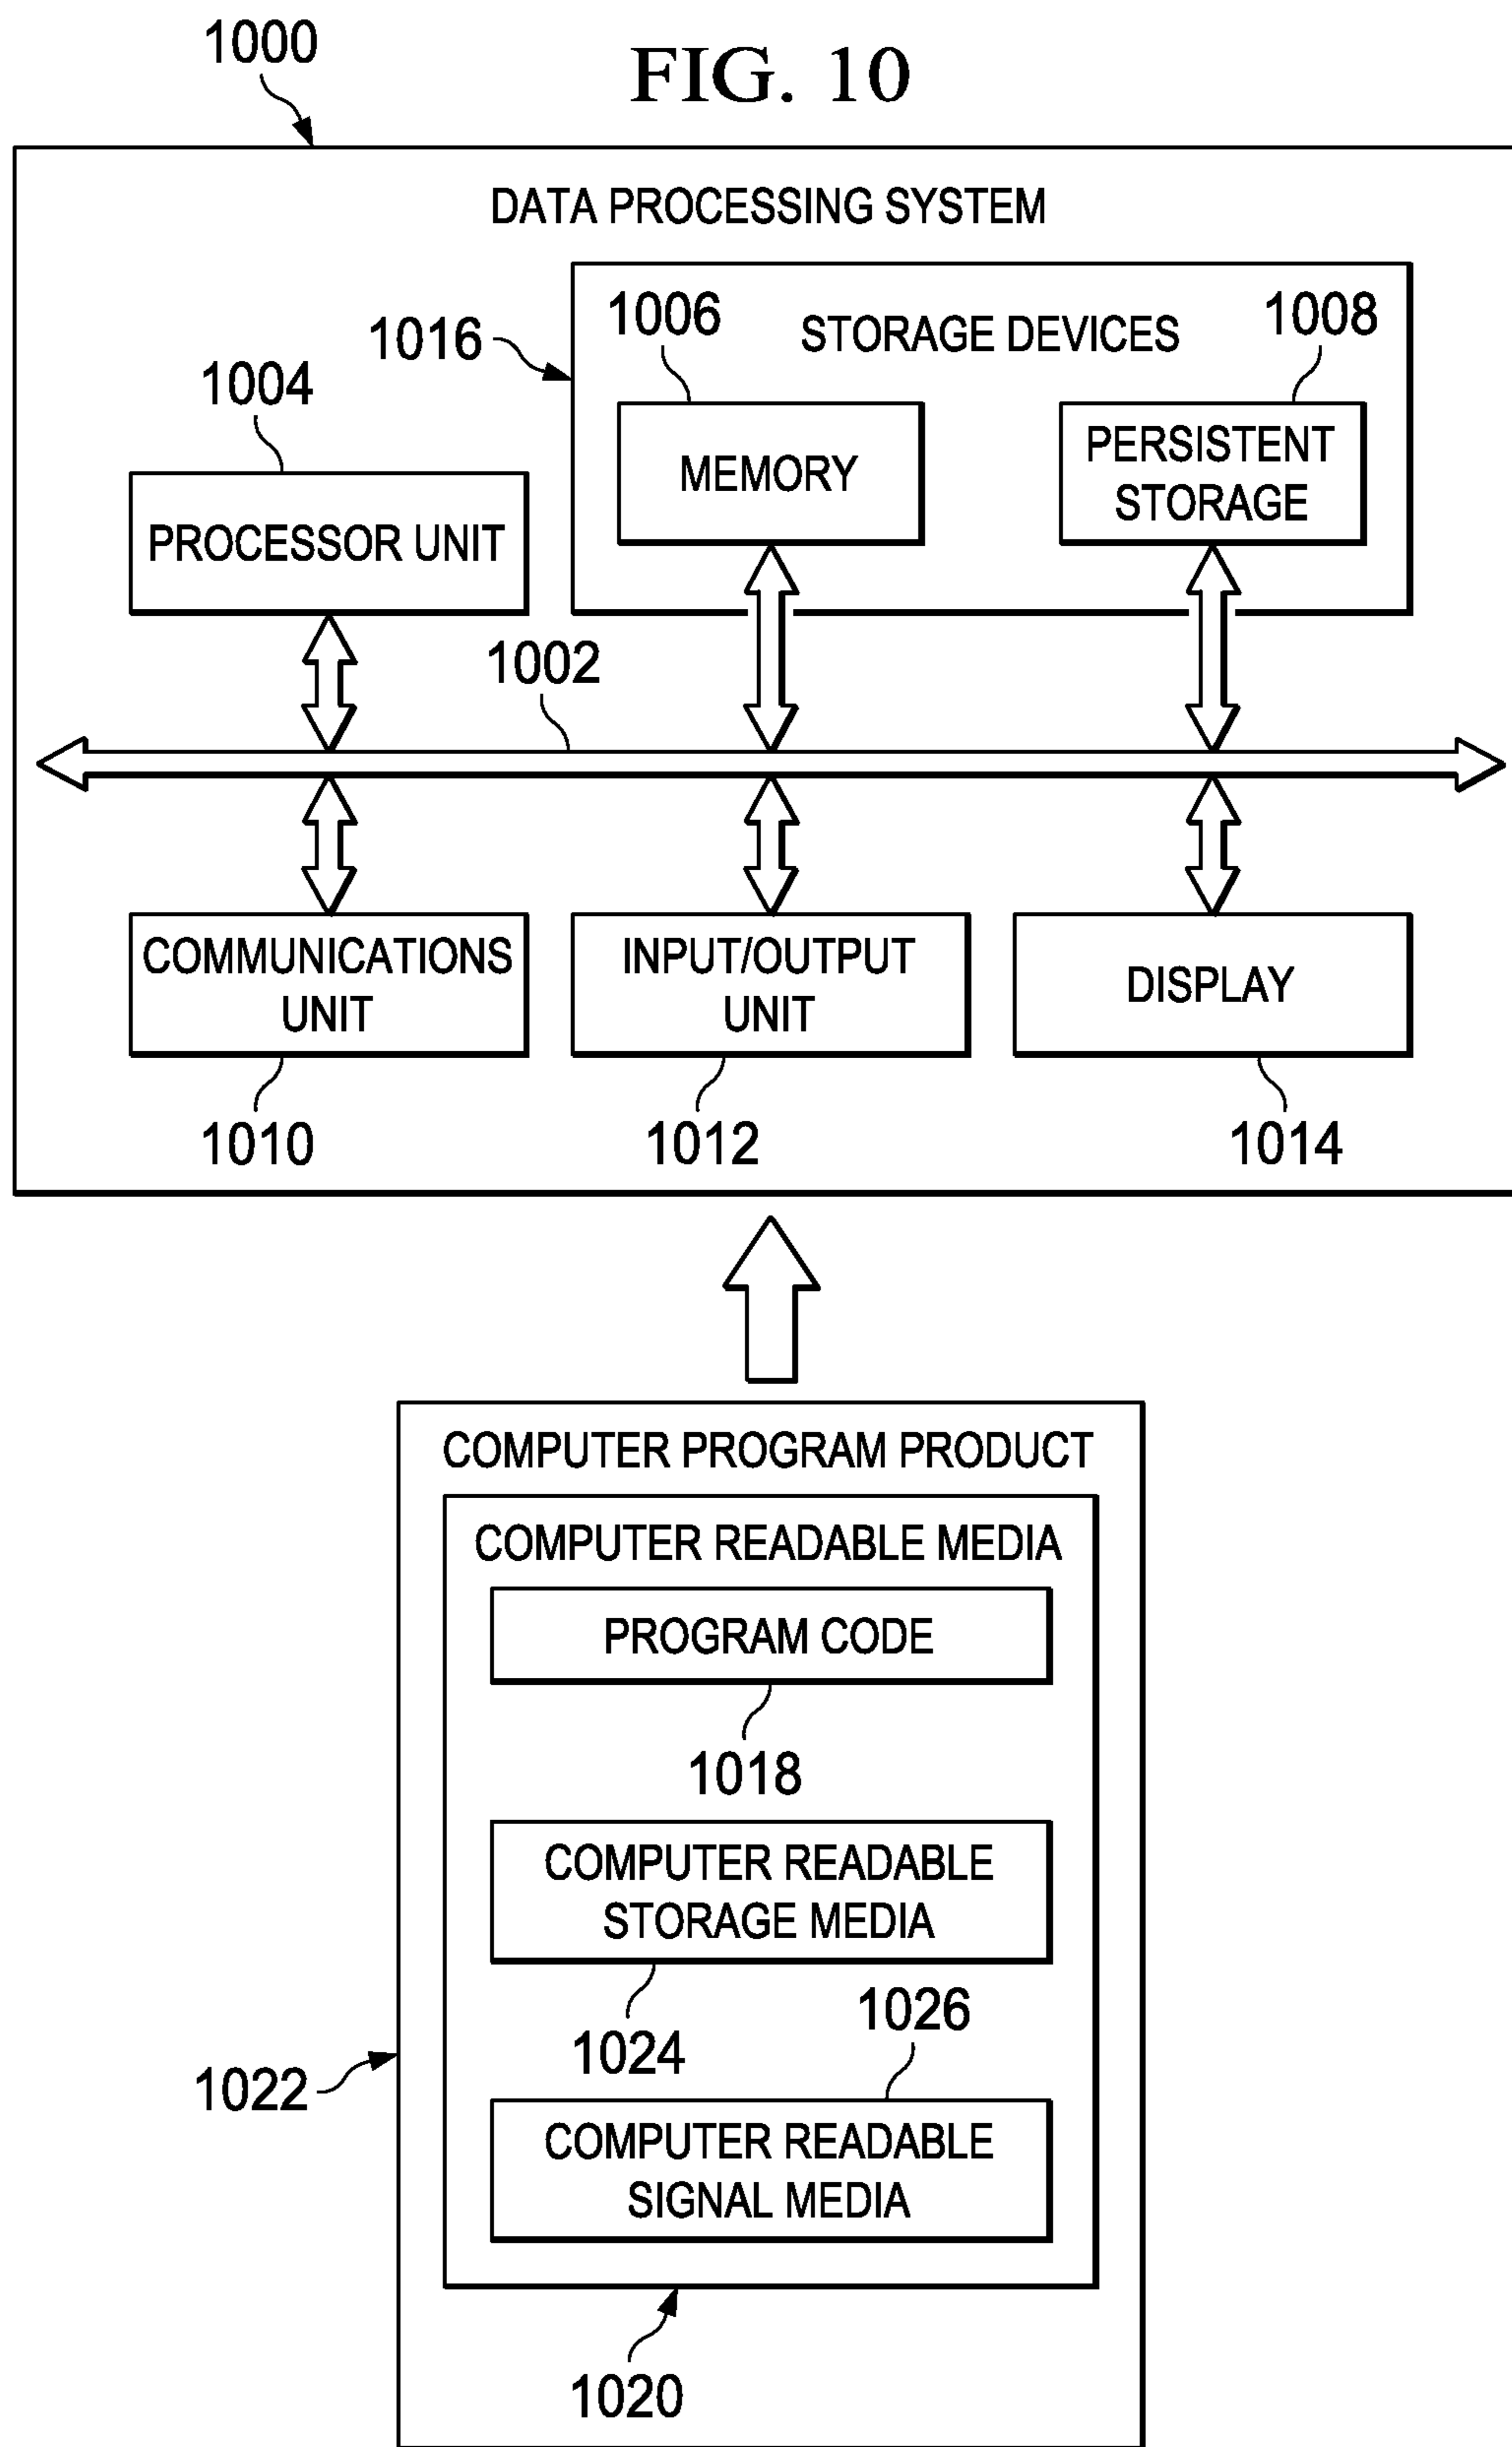 1000
FIG. 10
DATA PROCESSING SYSTEM
1016
1006
STORAGE DEVICES
1008
1004
MEMORY
PERSISTENT
STORAGE
PROCESSOR UNIT
1002
COMMUNICATIONS
UNIT
INPUT/OUTPUT
UNIT
DISPLAY
1010
1012
1014
COMPUTER PROGRAM PRODUCT
COMPUTER READABLE MEDIA
PROGRAM CODE
1018
COMPUTER READABLE
STORAGE MEDIA
1024
1026
1022
COMPUTER READABLE
SIGNAL MEDIA
1020